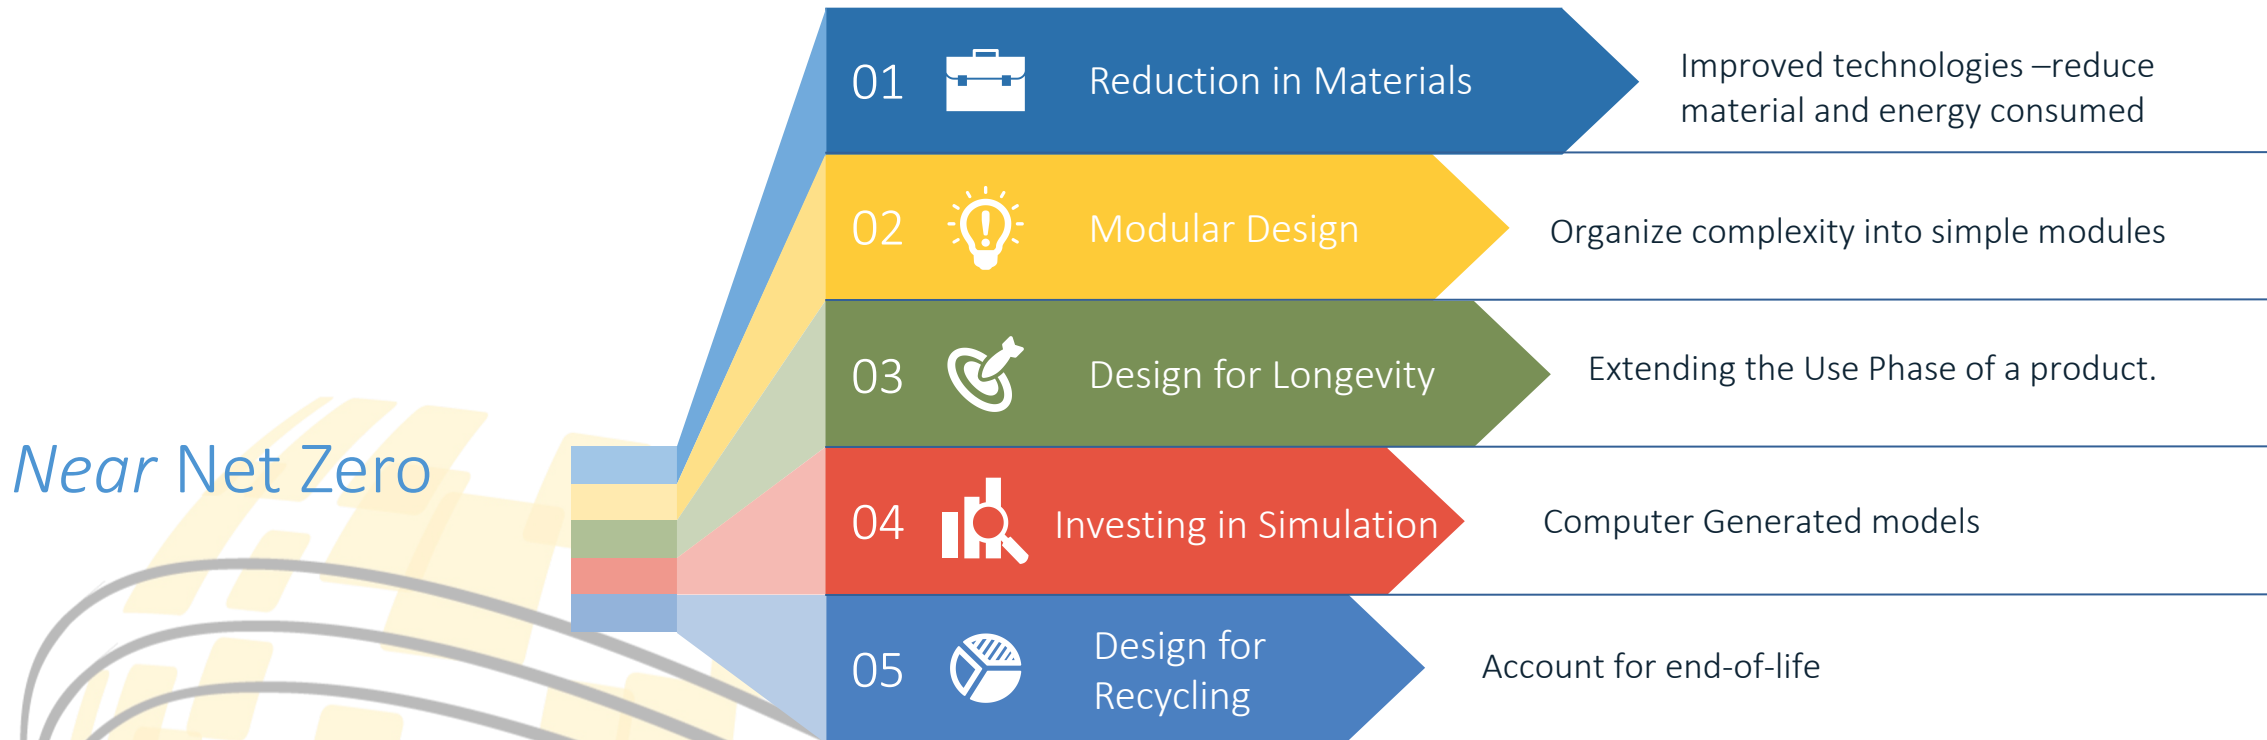 Near Net Zero
01
Reduction in Materials
Improved technologies –reduce
material and energy consumed
02
Modular Design
Organize complexity into simple modules
03
Design for Longevity
Extending the Use Phase of a product.
04
Investing in Simulation
Computer Generated models
05
Design for
Recycling
Account for end-of-life